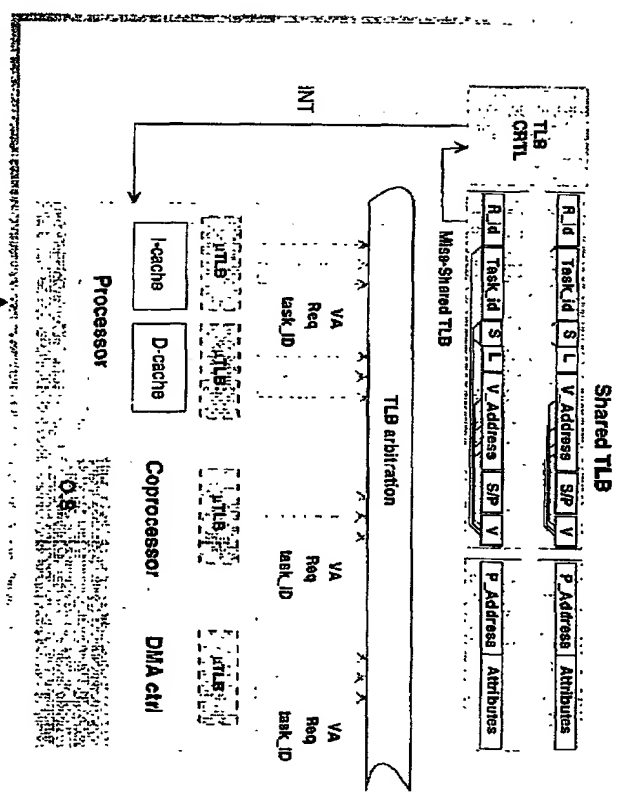 Shared TLB
R_id Task_id S L V_Address S/P V P_Address Attributes
R_id Task_id S L V_Address S/P V P_Address Attributes
TLB
CRTL
Miss-Shared TLB
TLB arbitration
INT
VA
Req
task_ID
VA
Req
task_ID
VA
Req
task_ID
μTLB
μTLB
μTLB
μTLB
I-cache
D-cache
Processor
Coprocessor
DMA ctrl
O.S